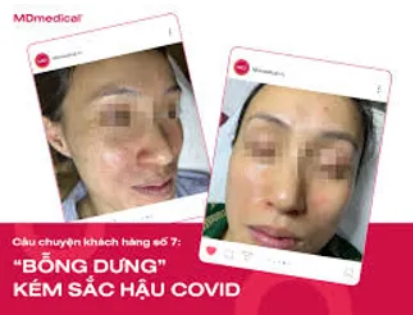 MDmedical
Câu chuyện khách hàng số 7:
“BỖNG DƯNG”
KÉM SẮC HẬU COVID